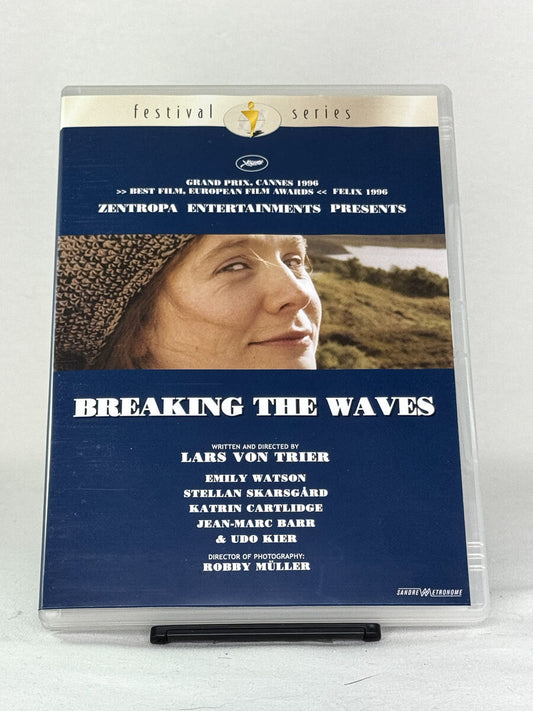 festival series
GRAND PRIX, CANNES 1996
>> BEST FILM, EUROPEAN FILM AWARDS << FELIX 1996
ZENTROPA ENTERTAINMENTS PRESENTS
BREAKING THE WAVES
WRITTEN AND DIRECTED BY
LARS VON TRIER
EMILY WATSON
STELLAN SKARSGÅRD
KATRIN CARTLIDGE
JEAN-MARC BARR
& UDO KIER
DIRECTOR OF PHOTOGRAPHY:
ROBBY MÜLLER
SANDREW METRONOME